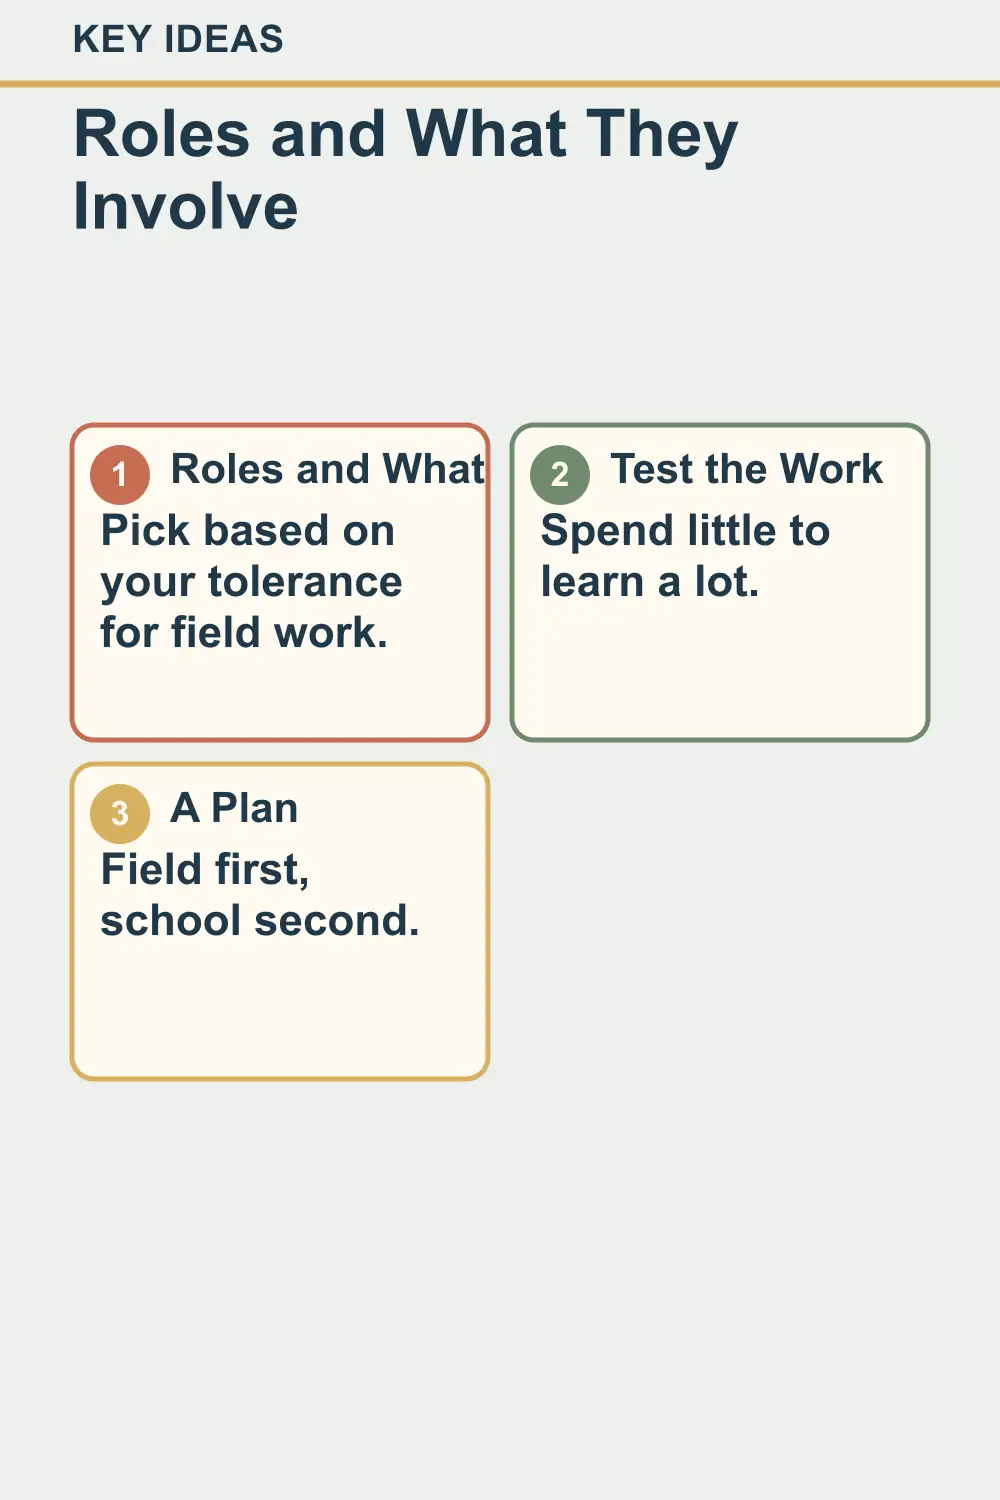 KEY IDEAS
Roles and What They
Involve
1 Roles and What
Pick based on
your tolerance
for field work.
2 Test the Work
Spend little to
learn a lot.
3 A Plan
Field first,
school second.